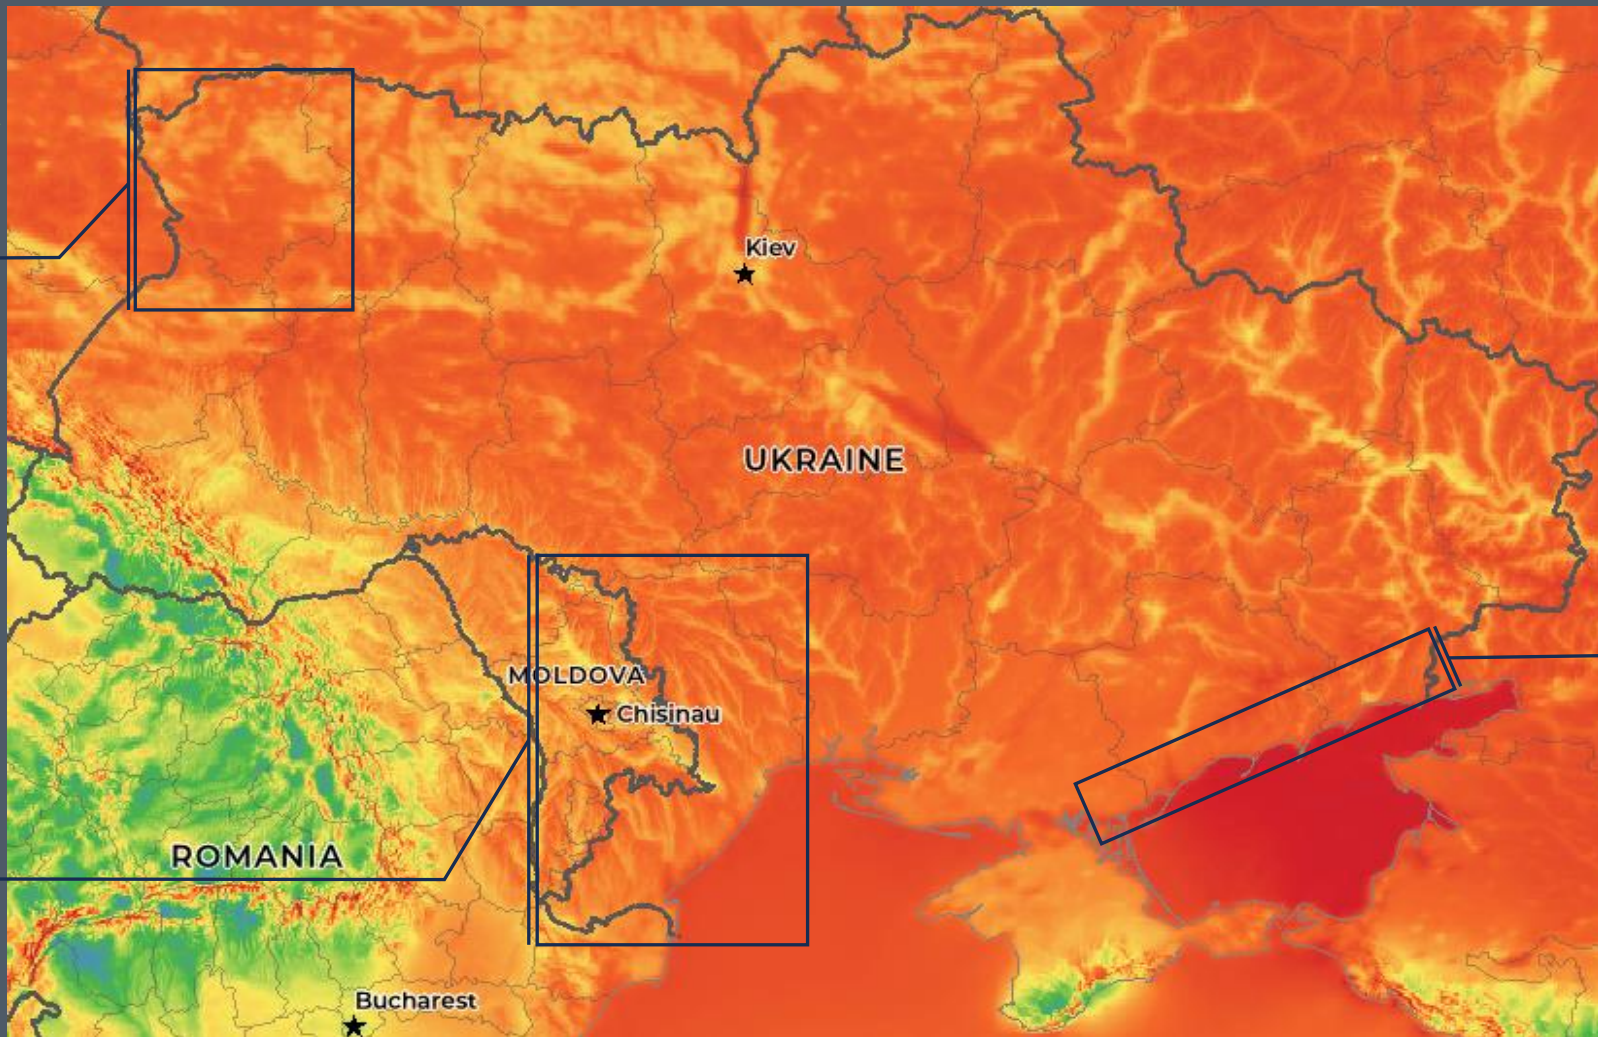 Kiev
UKRAINE
MOLDOVA
Chisinau
ROMANIA
Bucharest